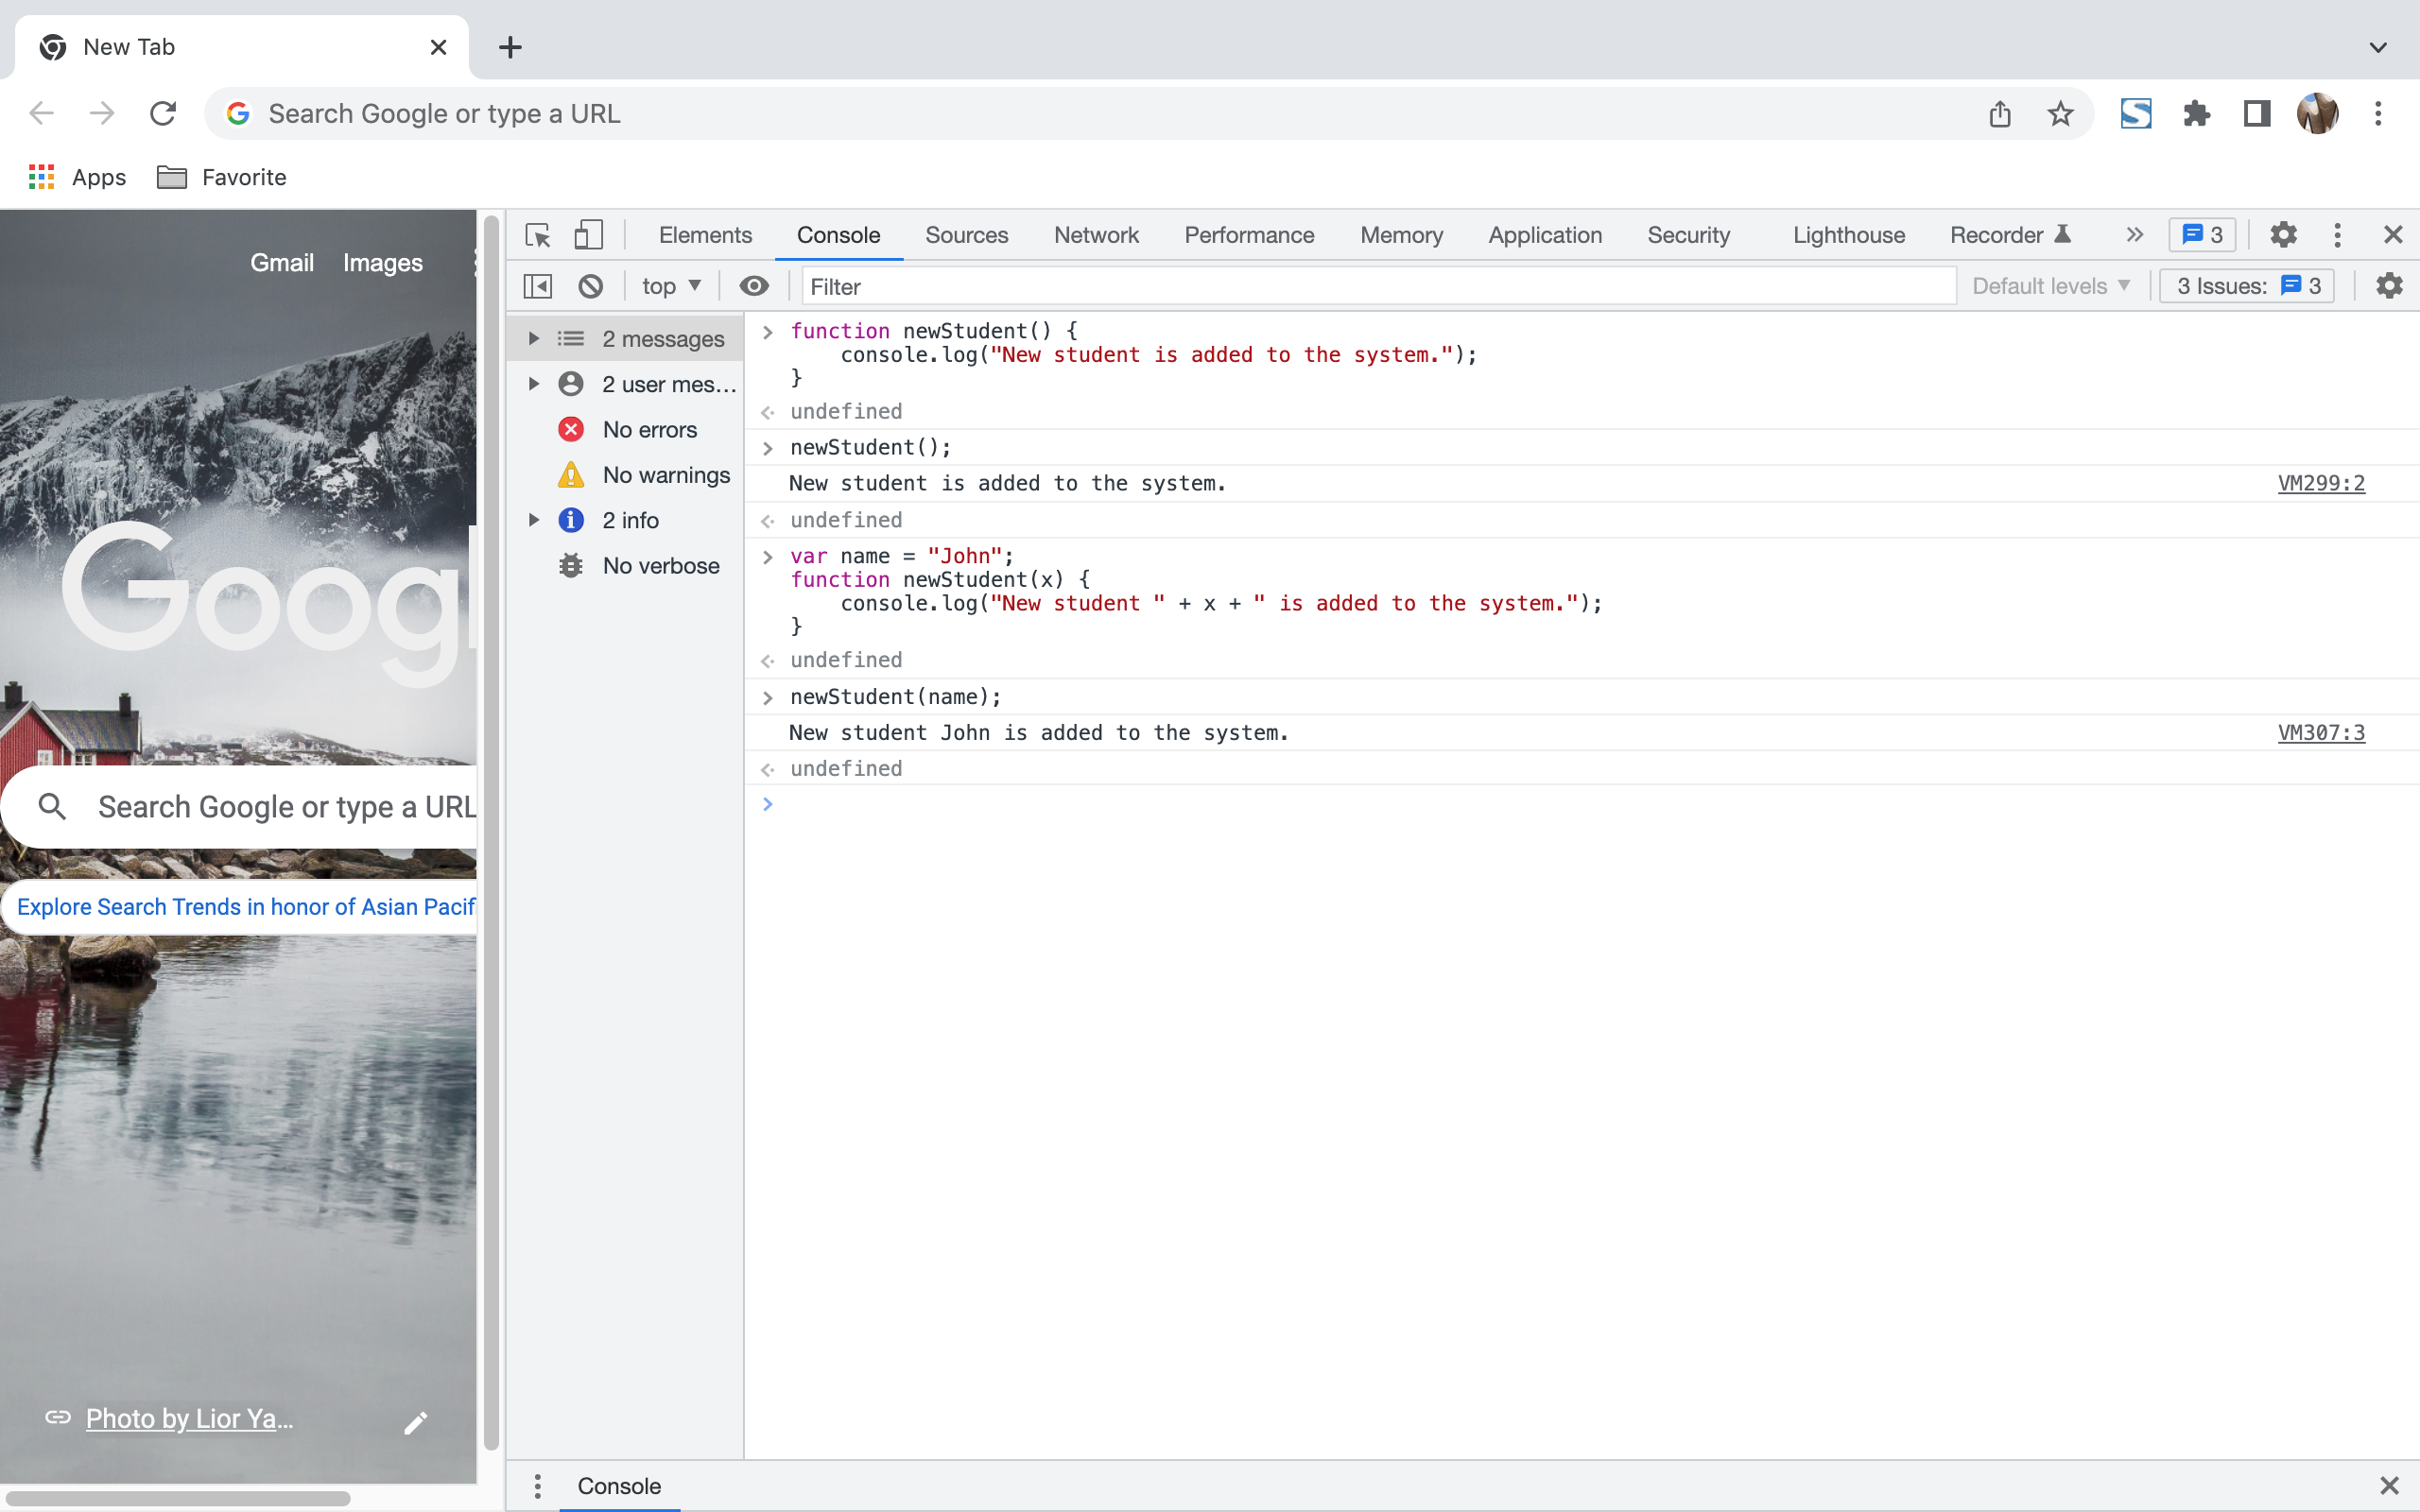 New Tab
Search Google or type a URL
Apps
Favorite
Gmail Images
Googl
Search Google or type a URL
Explore Search Trends in honor of Asian Pacif
Photo by Lior Ya...
Elements Console Sources Network Performance Memory Application Security Lighthouse Recorder 3
top Filter Default levels 3 Issues: 3
2 messages
2 user mes...
No errors
No warnings
2 info
No verbose
function newStudent() {
console.log("New student is added to the system.");
}
undefined
newStudent();
New student is added to the system. VM299:2
undefined
var name = "John";
function newStudent(x) {
console.log("New student " + x + " is added to the system.");
}
undefined
newStudent(name);
New student John is added to the system. VM307:3
undefined
Console